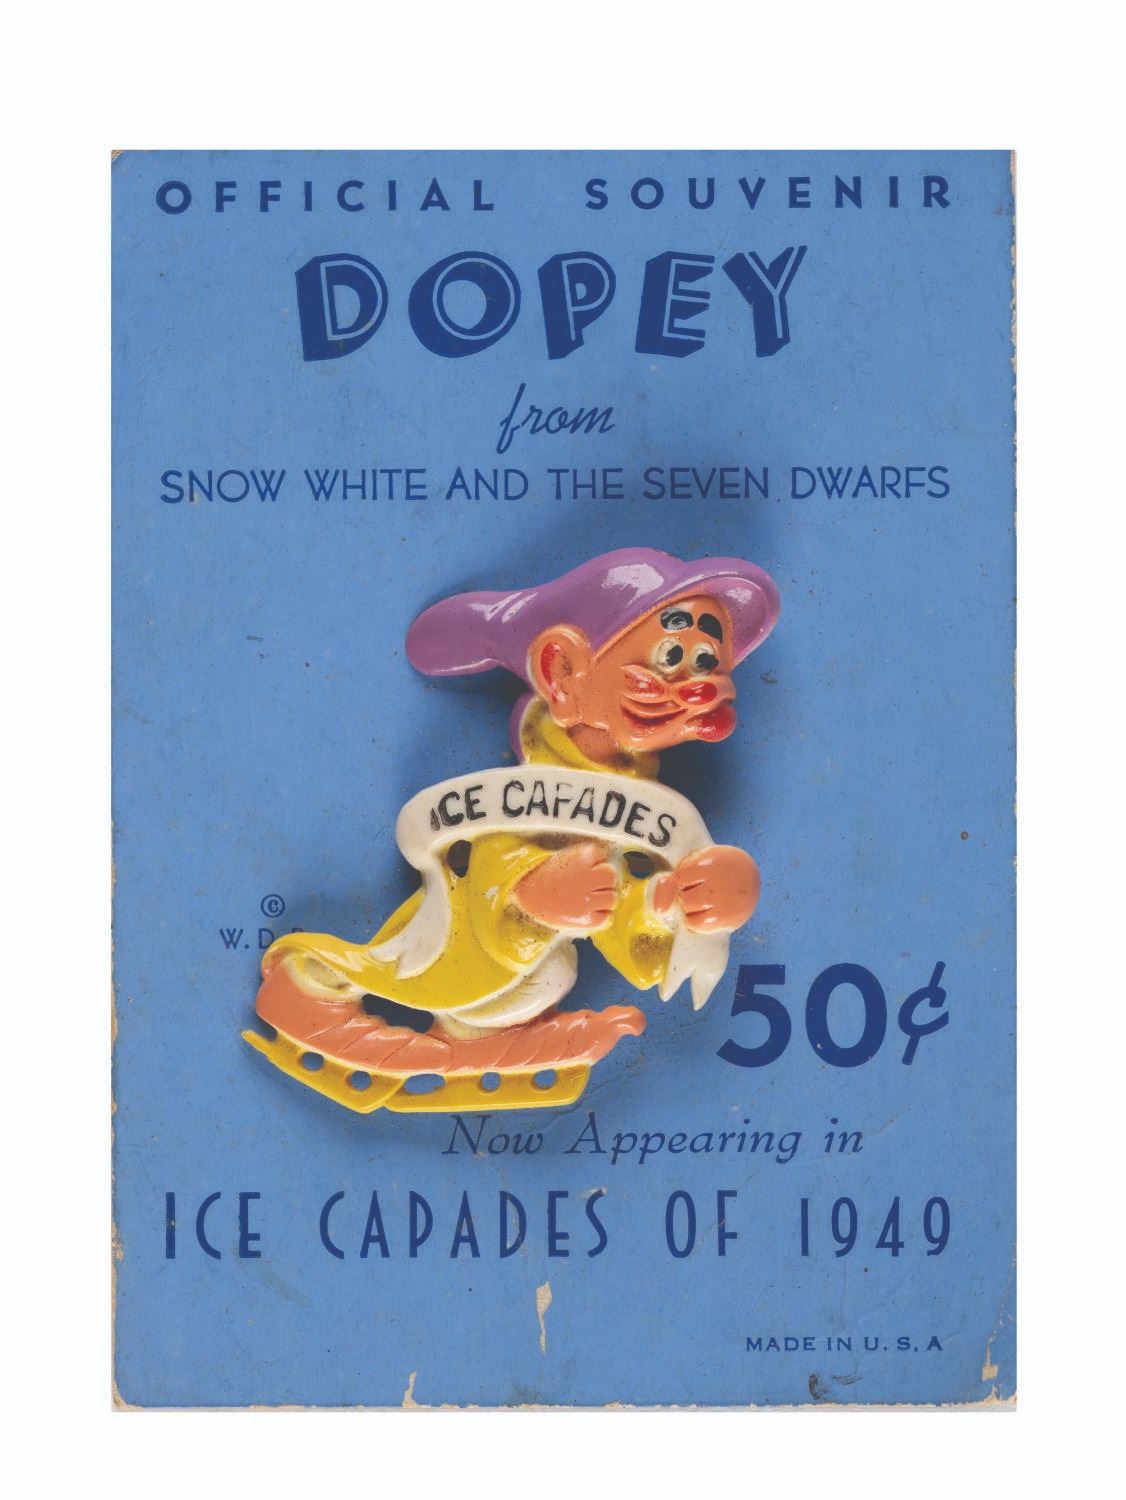 OFFICIAL SOUVENIR
DOPEY
from
SNOW WHITE AND THE SEVEN DWARFS
ICE CAPADES
©
W.D.P
50¢
Now Appearing in
ICE CAPADES OF 1949
MADE IN U.S.A